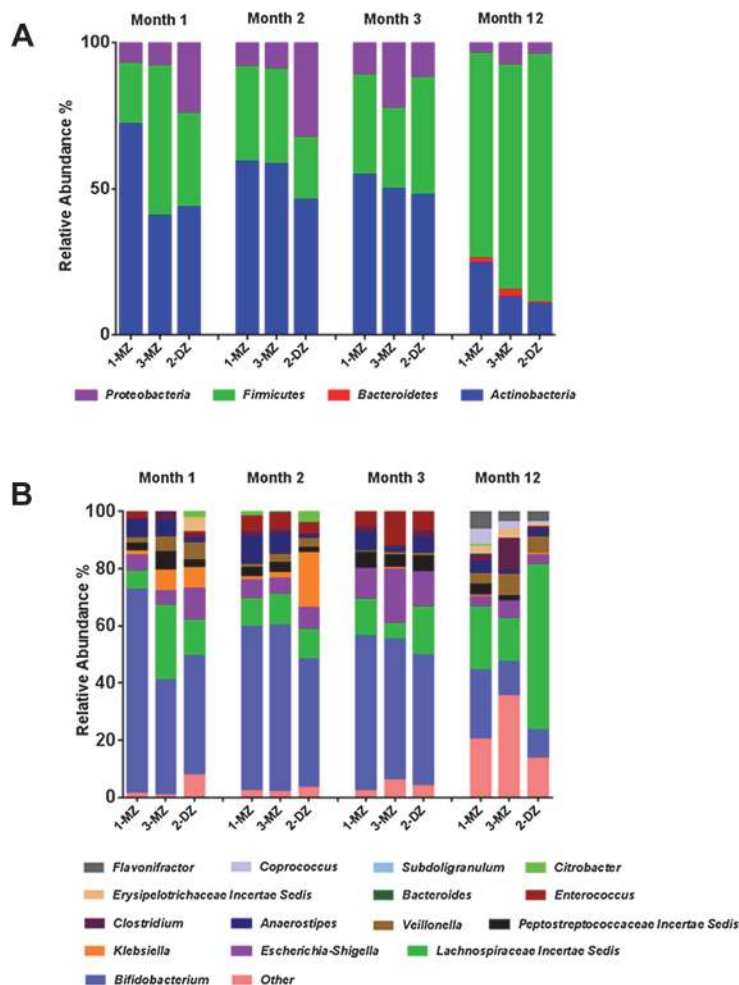 A
Month 1 Month 2 Month 3 Month 12
Relative Abundance %
100
50
0
1-MZ 3-MZ 2-DZ 1-MZ 3-MZ 2-DZ 1-MZ 3-MZ 2-DZ 1-MZ 3-MZ 2-DZ
Proteobacteria Firmicutes Bacteroidetes Actinobacteria
B
Month 1 Month 2 Month 3 Month 12
Relative Abundance %
100
80
60
40
20
0
1-MZ 3-MZ 2-DZ 1-MZ 3-MZ 2-DZ 1-MZ 3-MZ 2-DZ 1-MZ 3-MZ 2-DZ
Flavonifractor Coprococcus Subdoligranulum Citrobacter
Erysipelotrichaceae Incertae Sedis Bacteroides Enterococcus
Clostridium Anaerostipes Veillonella Peptostreptococcaceae Incertae Sedis
Klebsiella Escherichia-Shigella Lachnospiraceae Incertae Sedis
Bifidobacterium Other